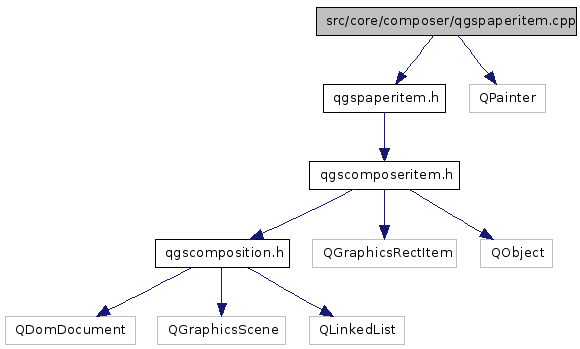 src/core/composer/qgspaperitem.cpp
qgspaperitem.h
QPainter
qgscomposeritem.h
qgscomposition.h
QGraphicsRectItem
QObject
QDomDocument
QGraphicsScene
QLinkedList